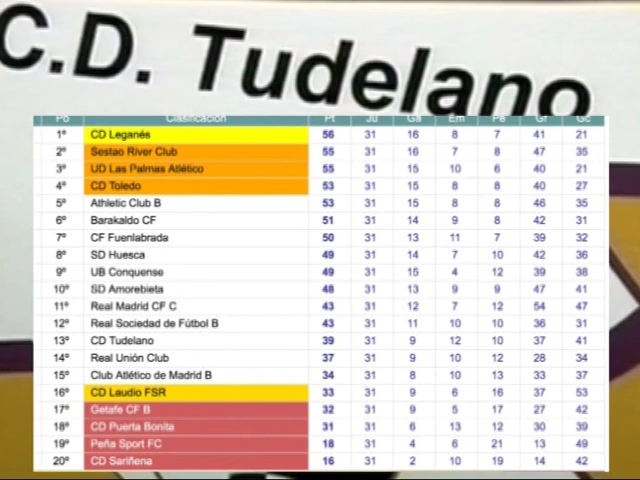 C.D. Tudelano
Po Clasificación Pt Ju Ga Em Pe Gf Gc
1º CD Leganés 56 31 16 8 7 41 21
2º Sestao River Club 55 31 16 7 8 47 35
3º UD Las Palmas Atlético 55 31 15 10 6 40 21
4º CD Toledo 53 31 15 8 8 40 27
5º Athletic Club B 53 31 15 8 8 46 35
6º Barakaldo CF 51 31 14 9 8 42 31
7º CF Fuenlabrada 50 31 13 11 7 39 32
8º SD Huesca 49 31 14 7 10 42 36
9º UB Conquense 49 31 15 4 12 39 38
10º SD Amorebieta 48 31 13 9 9 47 41
11º Real Madrid CF C 43 31 12 7 12 54 47
12º Real Sociedad de Fútbol B 43 31 11 10 10 36 31
13º CD Tudelano 39 31 9 12 10 37 41
14º Real Unión Club 37 31 9 10 12 28 34
15º Club Atlético de Madrid B 34 31 8 10 13 33 37
16º CD Laudio FSR 33 31 9 6 16 37 53
17º Getafe CF B 32 31 9 5 17 27 42
18º CD Puerta Bonita 31 31 6 13 12 30 39
19º Peña Sport FC 18 31 4 6 21 13 49
20º CD Sariñena 16 31 2 10 19 14 42